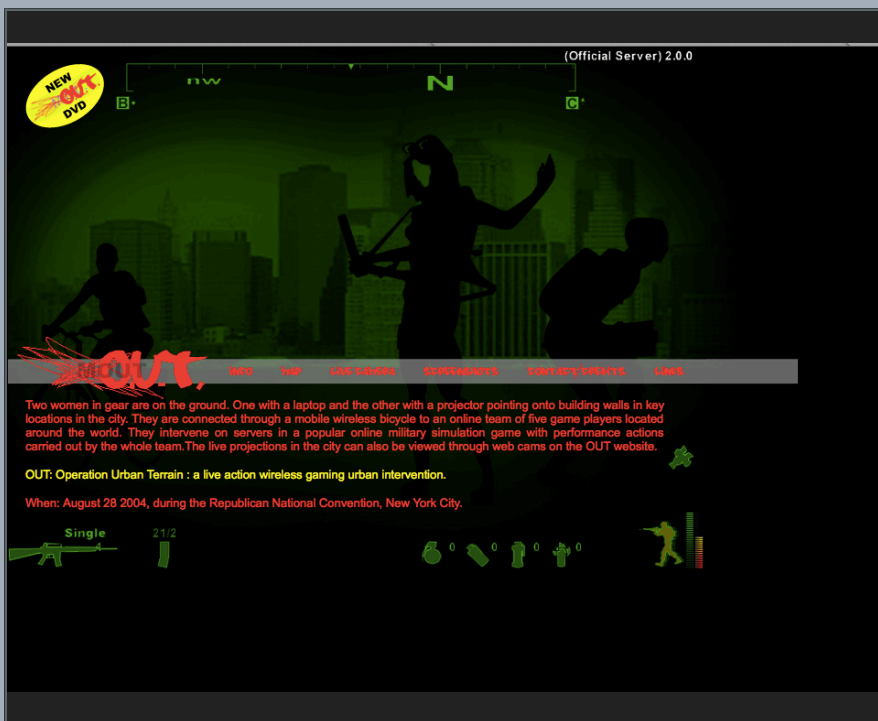 (Official Server) 2.0.0
NEW
OUT
DVD
nw
N
B
C
MOUT OUT
INFO MAP LIVE CAMERA SCREENSHOTS CONTACT CREDITS LINKS
Two women in gear are on the ground. One with a laptop and the other with a projector pointing onto building walls in key
locations in the city. They are connected through a mobile wireless bicycle to an online team of five game players located
around the world. They intervene on servers in a popular online military simulation game with performance actions
carried out by the whole team.The live projections in the city can also be viewed through web cams on the OUT website.
OUT: Operation Urban Terrain : a live action wireless gaming urban intervention.
When: August 28 2004, during the Republican National Convention, New York City.
Single 21/2
0 0 0 0